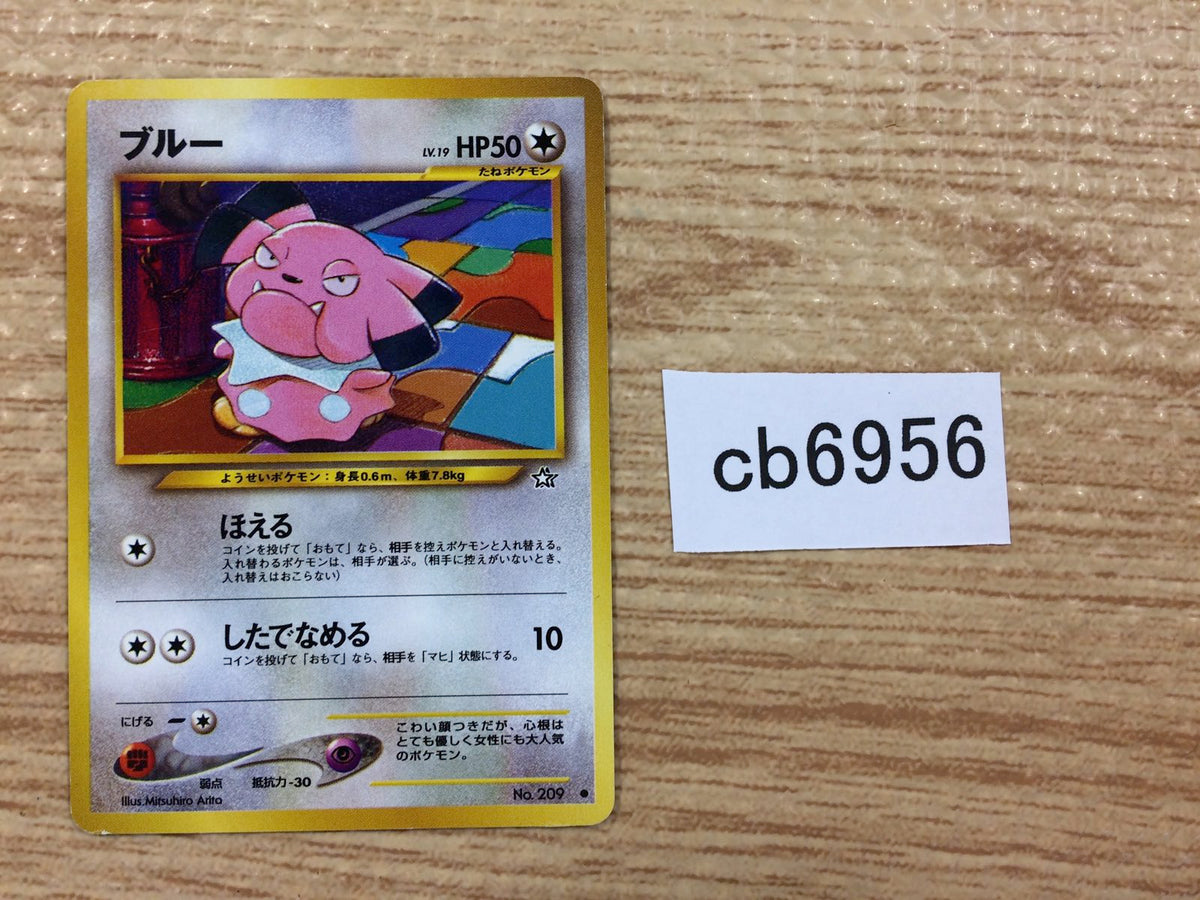 ブルー
LV.19 HP50
たねポケモン
ようせいポケモン：身長0.6m、体重7.8kg
ほえる
コインを投げて「おもて」なら、相手を控えポケモンと入れ替える。
入れ替わるポケモンは、相手が選ぶ。（相手に控えがいないとき、
入れ替えはおこらない）
したでなめる 10
コインを投げて「おもて」なら、相手を「マヒ」状態にする。
にげる
弱点 抵抗力-30
こわい顔つきだが、心根は
とても優しく女性にも大人気
のポケモン。
Illus.Mitsuhiro Arita
No. 209
cb6956